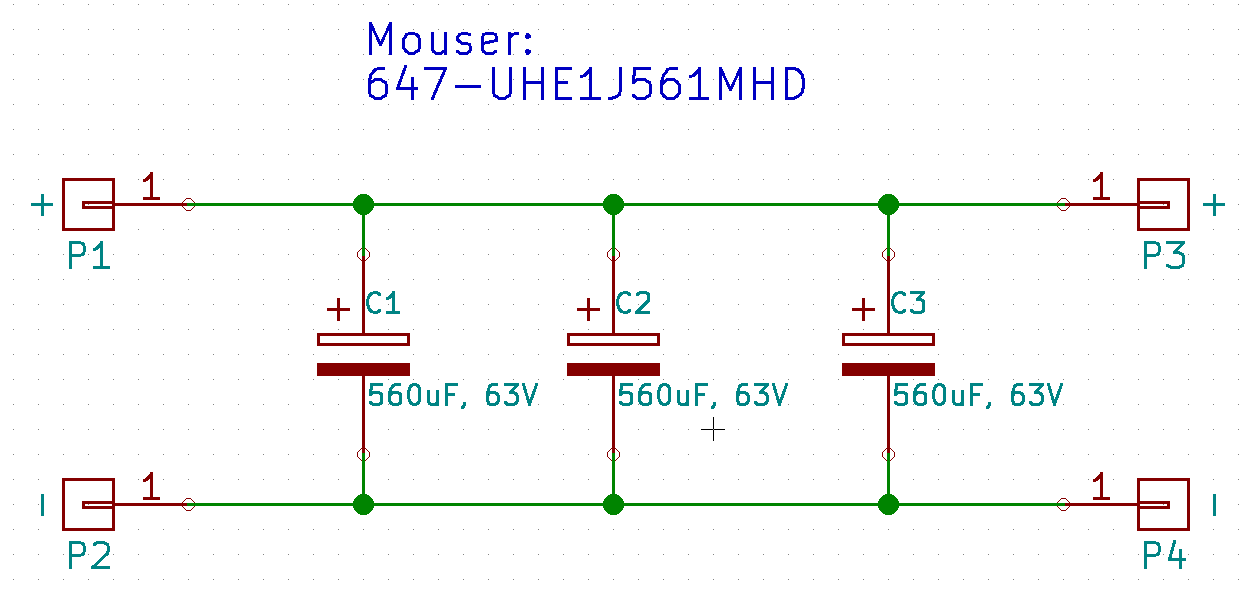 Mouser:
647-UHE1J561MHD
1 1
+ +
P1 P3
+ C1 + C2 + C3
560uF, 63V 560uF, 63V 560uF, 63V
1 1
- -
P2 P4